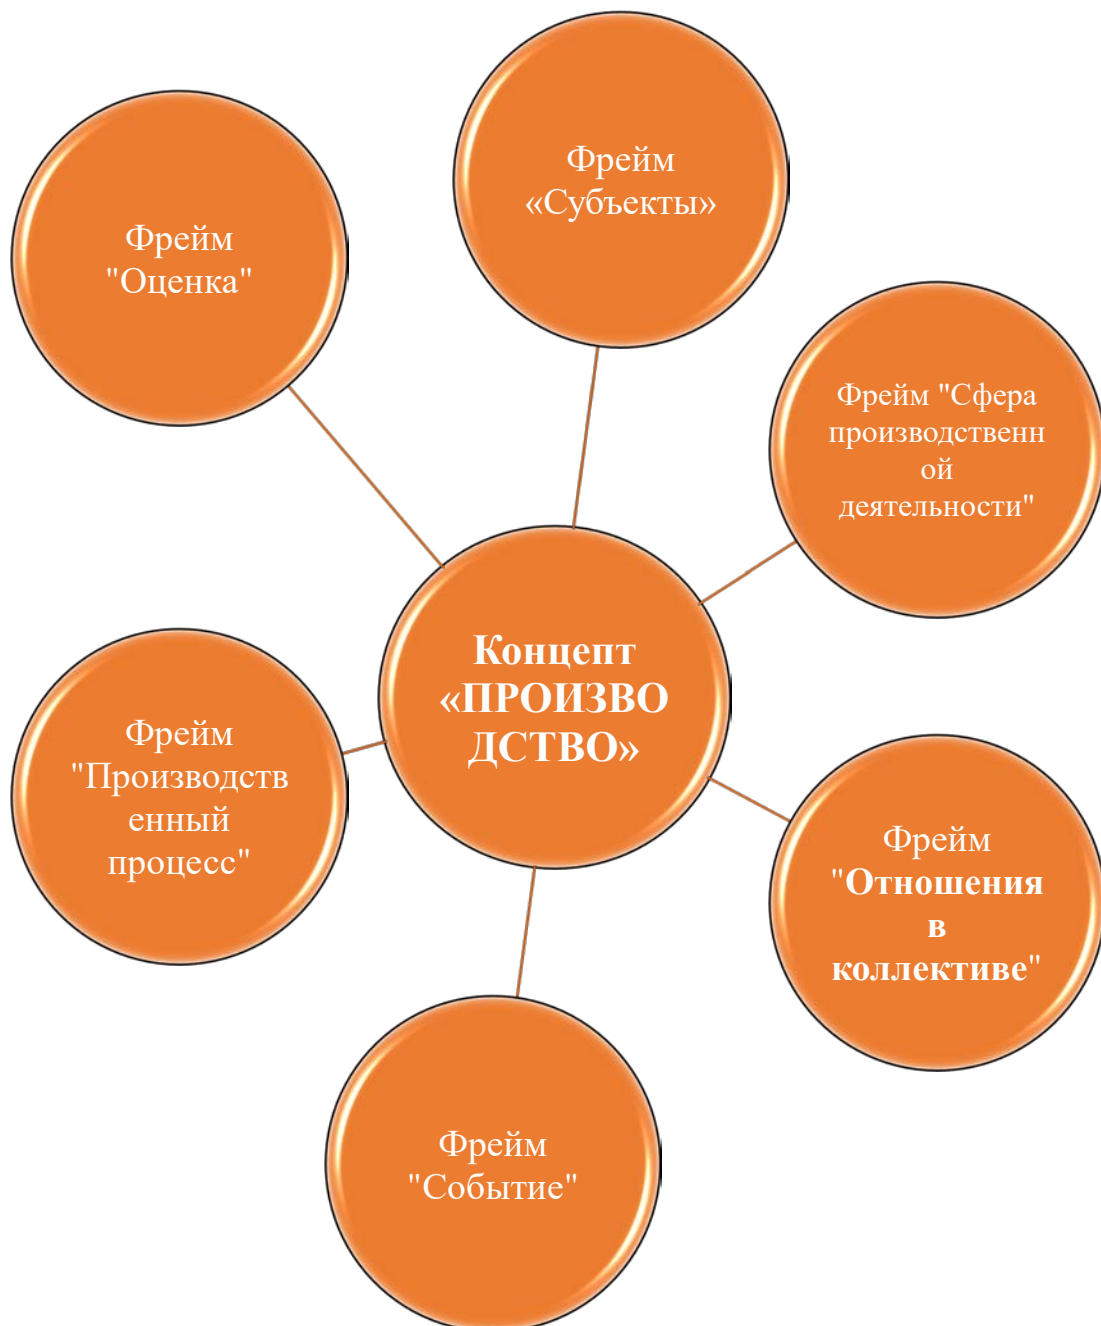 Фрейм
«Субъекты»
Фрейм
"Оценка"
Фрейм "Сфера
производственн
ой
деятельности"
Концепт
«ПРОИЗВО
ДСТВО»
Фрейм
"Производств
енный
процесс"
Фрейм
"Отношения
в
коллективе"
Фрейм
"Событие"